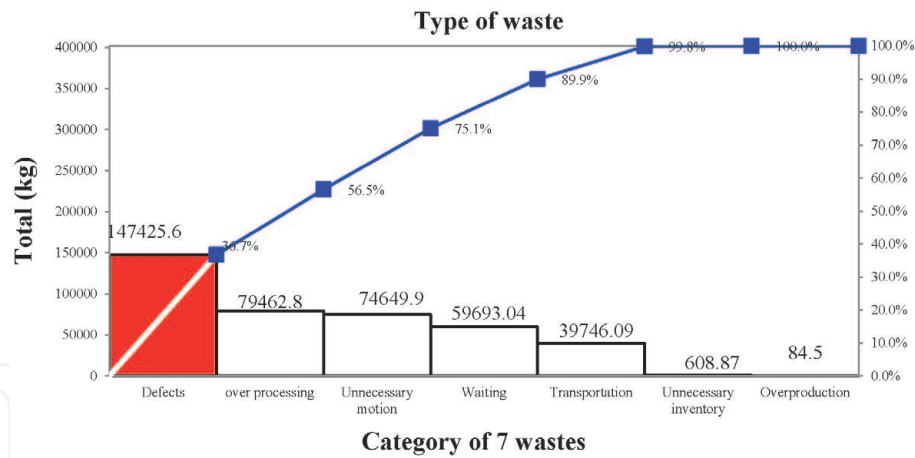 Type of waste
400000
350000
300000
250000
200000
150000
100000
50000
0
Total (kg)
147425.6
79462.8
74649.9
59693.04
39746.09
608.87
84.5
36.7%
56.5%
75.1%
89.9%
99.8%
100.0%
100.0%
90.0%
80.0%
70.0%
60.0%
50.0%
40.0%
30.0%
20.0%
10.0%
0.0%
Defects
over processing
Unnecessary
motion
Waiting
Transportation
Unnecessary
inventory
Overproduction
Category of 7 wastes